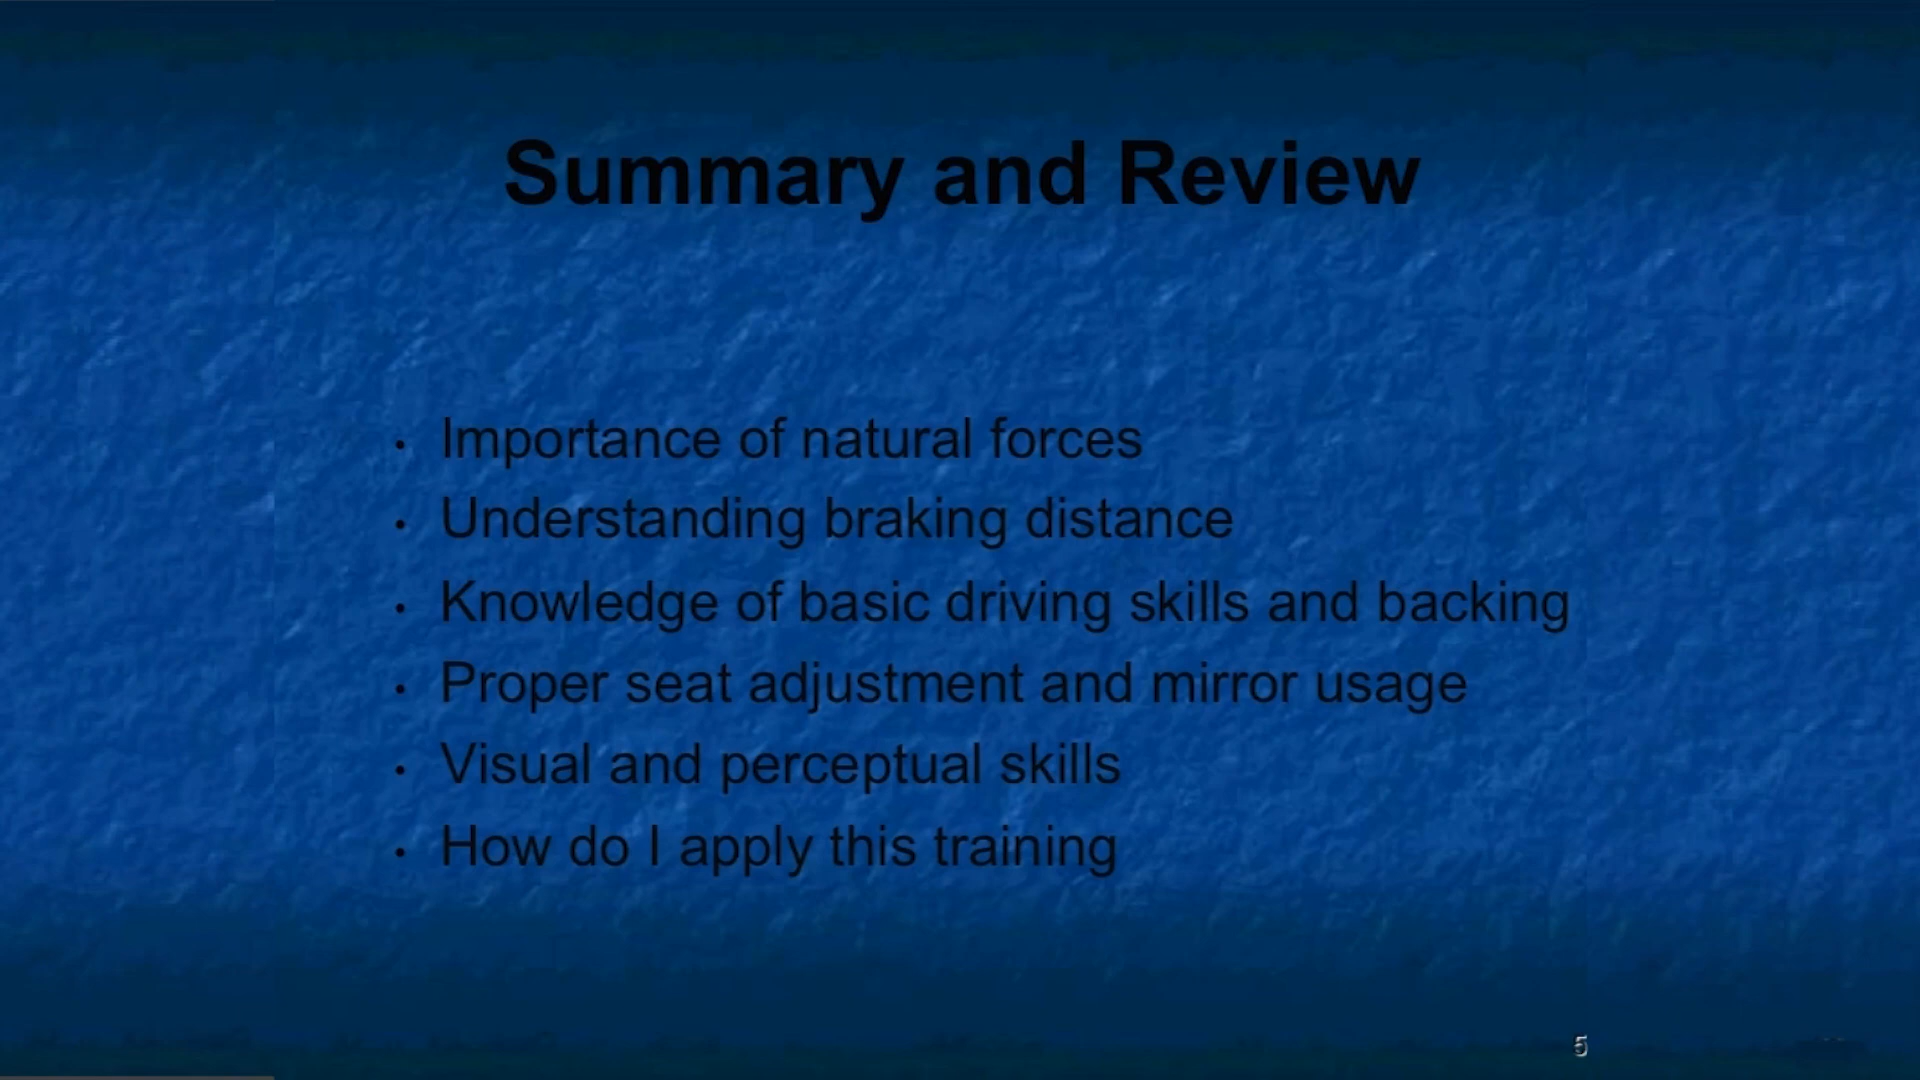 Summary and Review
• Importance of natural forces
• Understanding braking distance
• Knowledge of basic driving skills and backing
• Proper seat adjustment and mirror usage
• Visual and perceptual skills
• How do I apply this training
5